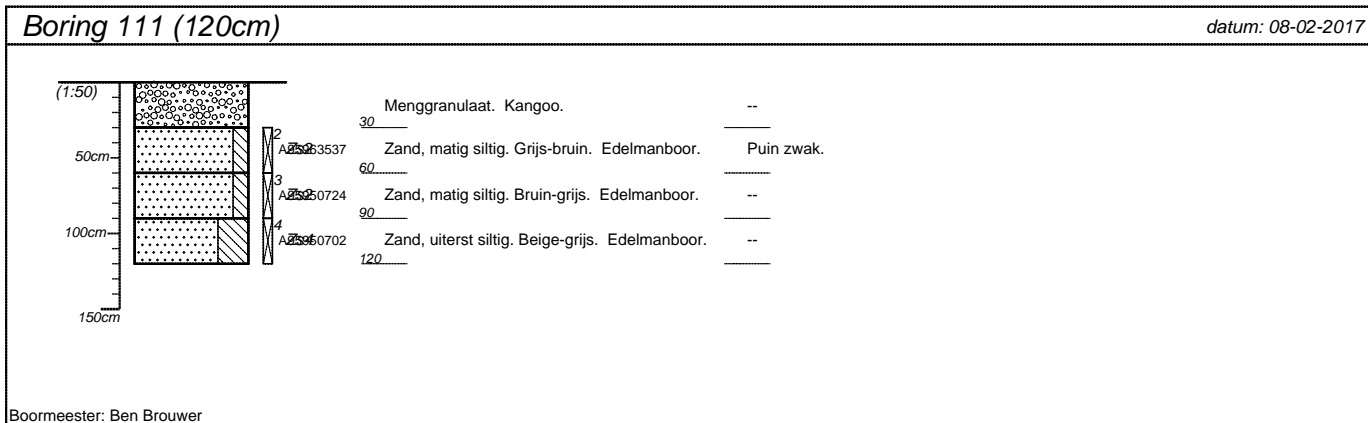 Boring 111 (120cm) datum: 08-02-2017
(1:50)
Menggranulaat. Kangoo. --
30
2
50cm Zand, matig siltig. Grijs-bruin. Edelmanboor. Puin zwak.
60
3
Zand, matig siltig. Bruin-grijs. Edelmanboor. --
90
4
100cm Zand, uiterst siltig. Beige-grijs. Edelmanboor. --
120
150cm
Boormeester: Ben Brouwer